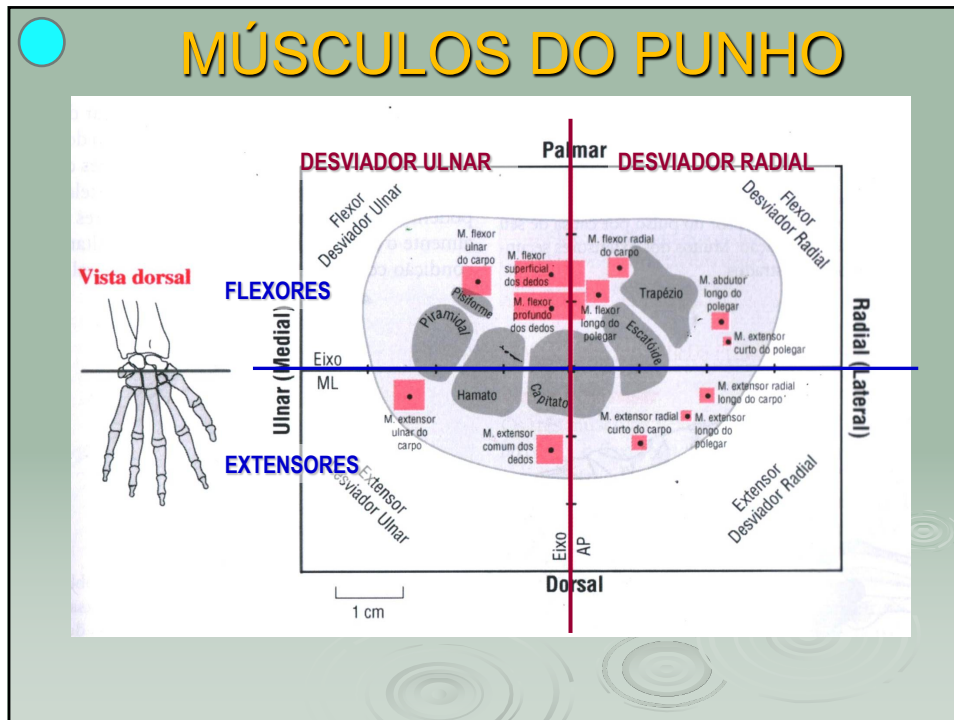 MÚSCULOS DO PUNHO
Palmar
DESVIADOR ULNAR
DESVIADOR RADIAL
Flexor
Desviador Ulnar
Flexor
Desviador Radial
M. flexor
ulnar
do carpo
M. flexor
superficial
dos dedos
M. flexor radial
do carpo
Vista dorsal
FLEXORES
M. flexor
profundo
dos dedos
M. flexor
longo do
polegar
Trapézio
M. abdutor
longo do
polegar
M. extensor
curto do polegar
Pisiforme
Piramidal
Escafóide
Ulnar (Medial)
Radial (Lateral)
Eixo
ML
Hamato
Capitato
M. extensor radial
longo do carpo
M. extensor
ulnar do
carpo
M. extensor
comum dos
dedos
M. extensor radial
curto do carpo
M. extensor
longo do
polegar
EXTENSORES
Extensor
Desviador Ulnar
Extensor
Desviador Radial
Eixo
AP
Dorsal
1 cm